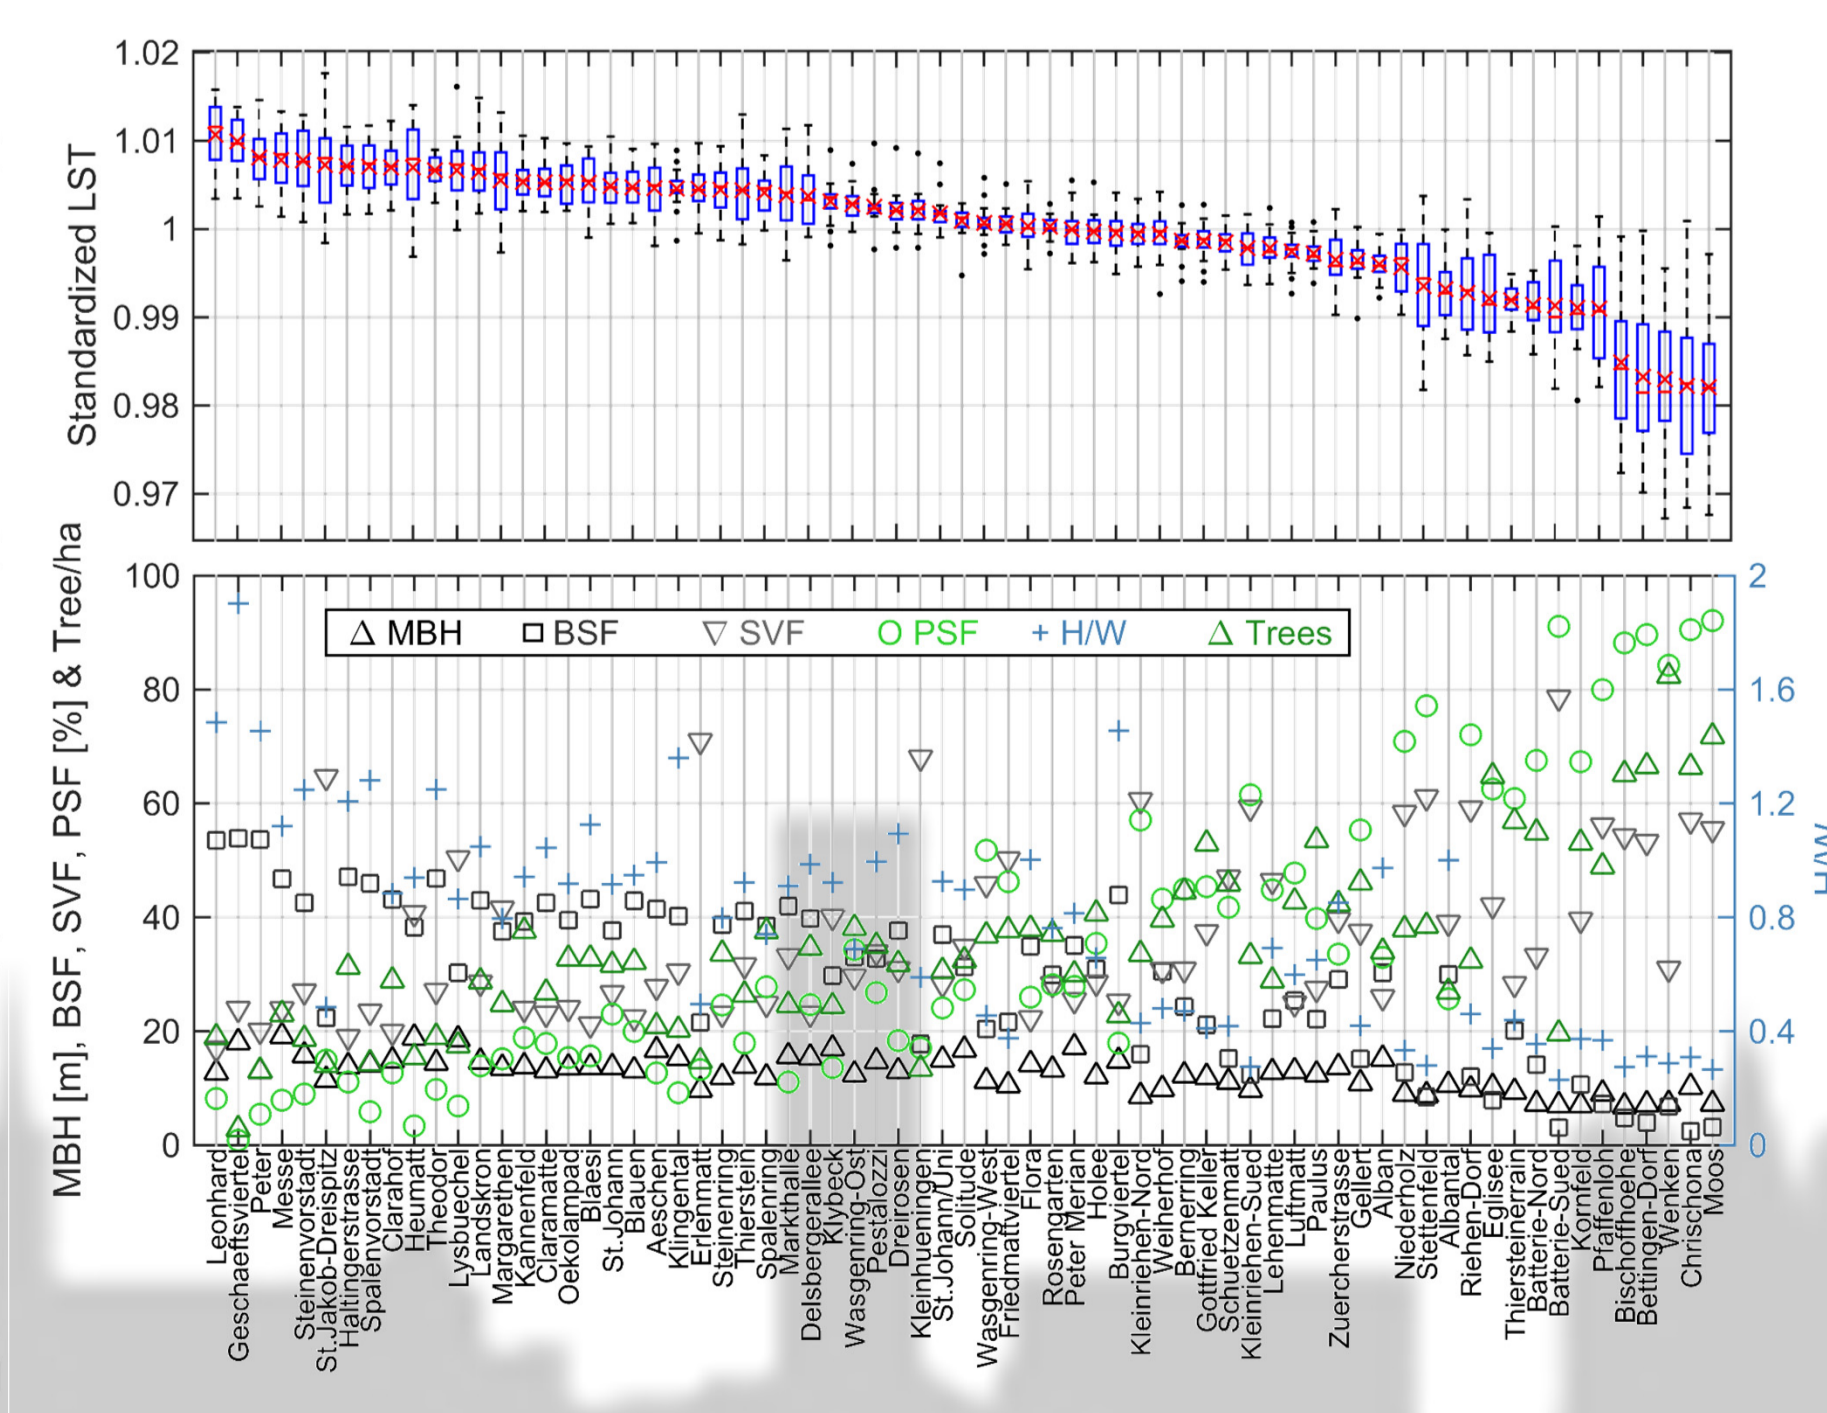 Standardized LST
1.02
1.01
1
0.99
0.98
0.97
MBH [m], BSF, SVF, PSF [%] & Tree/ha
100
80
60
40
20
0
MBH BSF SVF PSF H/W Trees
2
1.6
1.2
0.8
0.4
0
H/W
Leonhard
Geschaeftsviertel
Peter
Messe
Steinenvorstadt
St.Jakob-Dreispitz
Haltingerstrasse
Spalenvorstadt
Clarahof
Heumatt
Theodor
Lysbuechel
Landskron
Margarethen
Kannenfeld
Claramatte
Oekolampad
Blaesi
St.Johann
Blauen
Aeschen
Klingental
Erlenmatt
Steinenring
Thierstein
Spalenring
Markthalle
Delsbergerallee
Klybeck
Wasgenring-Ost
Pestalozzi
Dreirosen
Kleinhueningen
St.Johann/Uni
Solitude
Wasgenring-West
Friedmattviertel
Flora
Rosengarten
Peter Merian
Holee
Burgviertel
Kleinriehen-Nord
Weiherhof
Bernerring
Gottfried Keller
Schuetzenmatt
Kleinriehen-Sued
Lehenmatte
Luftmatt
Paulus
Zuercherstrasse
Gellert
Alban
Niederholz
Stettenfeld
Albantal
Riehen-Dorf
Eglisee
Thiersteinerrain
Batterie-Nord
Batterie-Sued
Kornfeld
Pfaffenloh
Bischoffhoehe
Bettingen-Dorf
Wenken
Chrischona
Moos